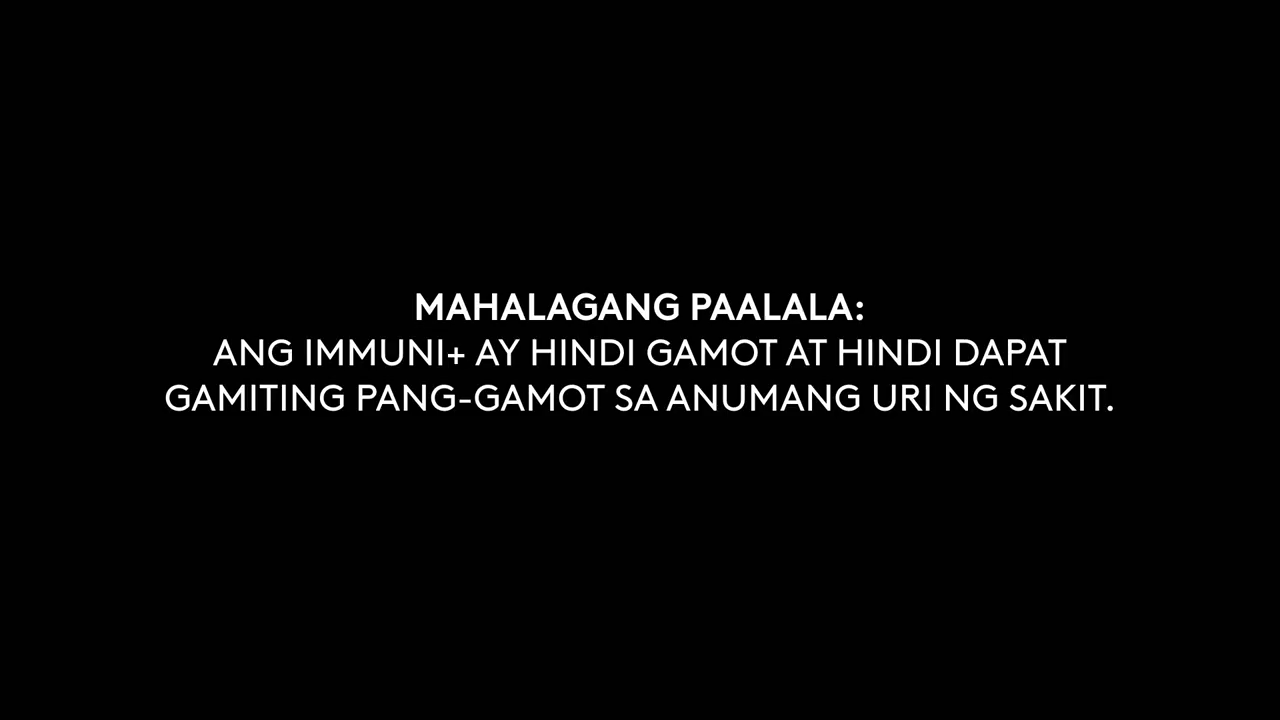 MAHALAGANG PAALALA:
ANG IMMUNI+ AY HINDI GAMOT AT HINDI DAPAT
GAMITING PANG-GAMOT SA ANUMANG URI NG SAKIT.